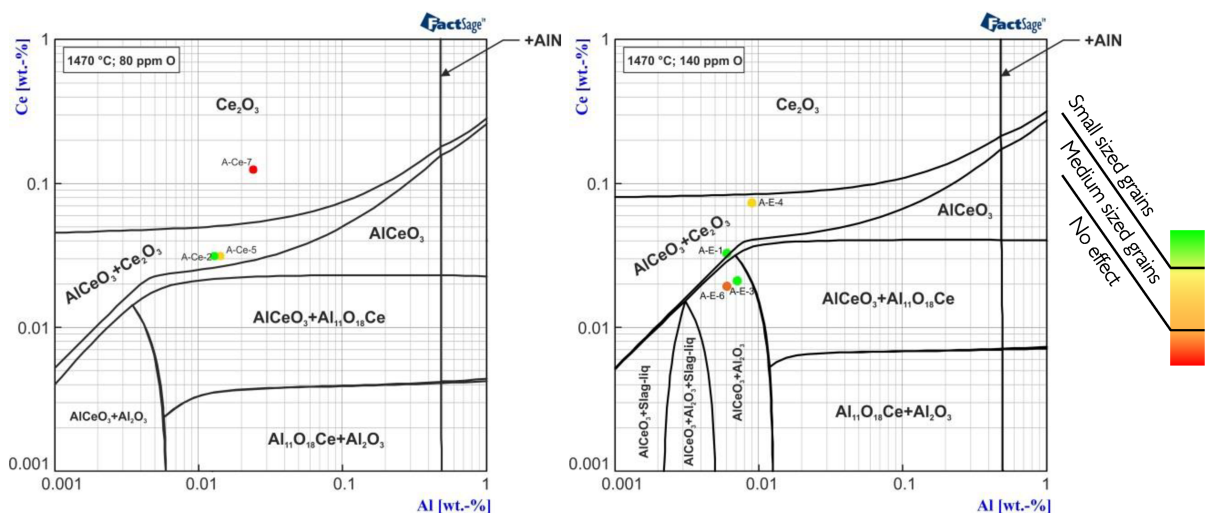 FactSage™
1470 °C; 80 ppm O
+AlN
Ce [wt.-%]
1
0.1
0.01
0.001
Ce₂O₃
A-Ce-7
AlCeO₃
A-Ce-2
A-Ce-5
AlCeO₃+Ce₂O₃
AlCeO₃+Al₁₁O₁₈Ce
AlCeO₃+Al₂O₃
Al₁₁O₁₈Ce+Al₂O₃
0.001
0.01
0.1
1
Al [wt.-%]
FactSage™
1470 °C; 140 ppm O
+AlN
Ce [wt.-%]
1
0.1
0.01
0.001
Ce₂O₃
A-E-4
AlCeO₃
AlCeO₃+Ce₂O₃
A-E-1
A-E-6
A-E-3
AlCeO₃+Al₁₁O₁₈Ce
AlCeO₃+Slag-liq
AlCeO₃+Al₂O₃+Slag-liq
AlCeO₃+Al₂O₃
Al₁₁O₁₈Ce+Al₂O₃
0.001
0.01
0.1
1
Al [wt.-%]
Small sized grains
Medium sized grains
No effect